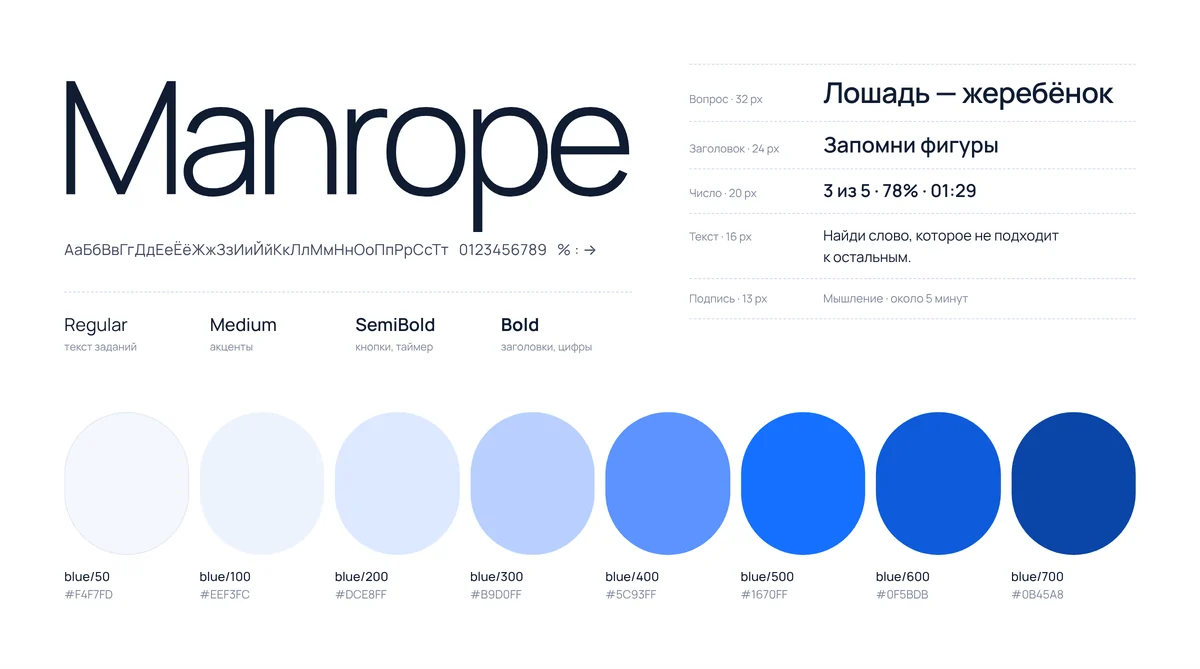 Manrope
АаБбВвГгДдЕеЁёЖжЗзИиЙйКкЛлМмНнОоПпРрСсТт 0123456789 % : →
Regular
текст заданий
Medium
акценты
SemiBold
кнопки, таймер
Bold
заголовки, цифры
Вопрос · 32 px
Лошадь — жеребёнок
Заголовок · 24 px
Запомни фигуры
Число · 20 px
3 из 5 · 78% · 01:29
Текст · 16 px
Найди слово, которое не подходит
к остальным.
Подпись · 13 px
Мышление · около 5 минут
blue/50
#F4F7FD
blue/100
#EEF3FC
blue/200
#DCE8FF
blue/300
#B9D0FF
blue/400
#5C93FF
blue/500
#1670FF
blue/600
#0F5BDB
blue/700
#0B45A8